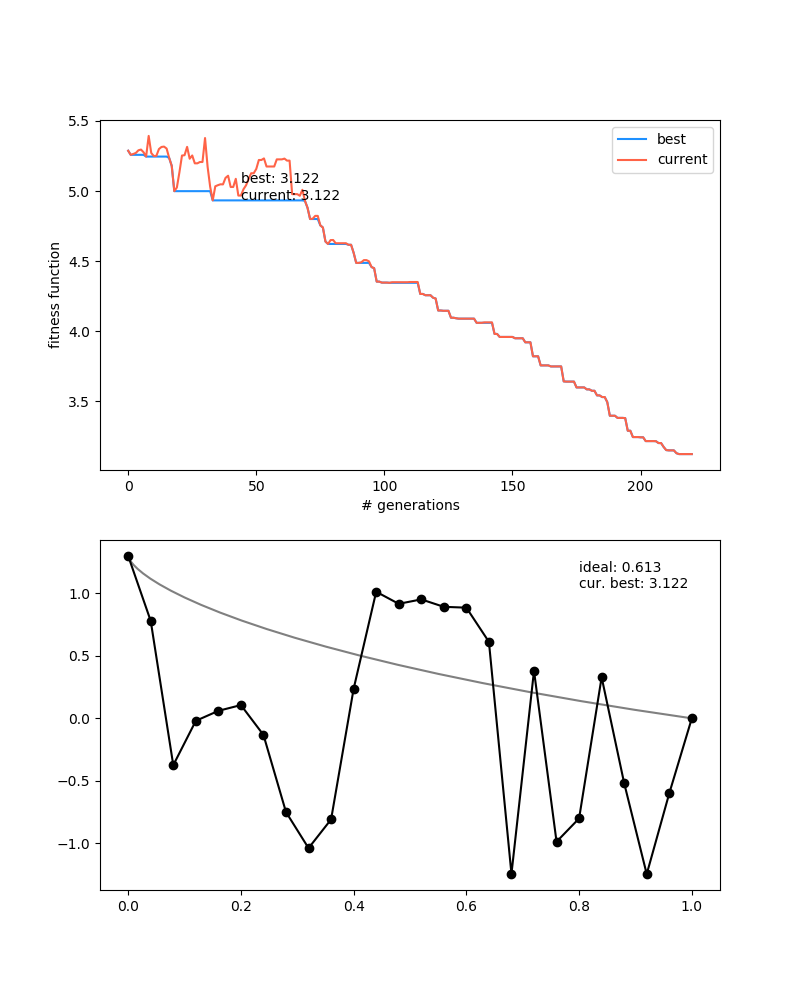 5.5
5.0
4.5
4.0
3.5
fitness function
best
current
best: 3.122
current: 3.122
0
50
100
150
200
# generations
1.0
0.5
0.0
−0.5
−1.0
ideal: 0.613
cur. best: 3.122
0.0
0.2
0.4
0.6
0.8
1.0